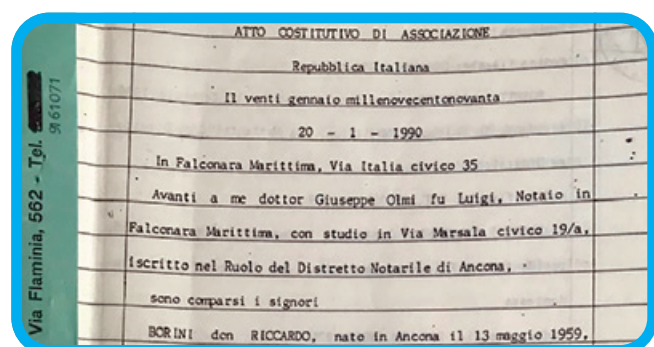 ATTO COSTITUTIVO DI ASSOCIAZIONE
Repubblica Italiana
Il venti gennaio millenovecentonovanta
20 - 1 - 1990
In Falconara Marittima, Via Italia civico 35
Avanti a me dottor Giuseppe Olmi fu Luigi, Notaio in
Falconara Marittima, con studio in Via Marsala civico 19/a,
iscritto nel Ruolo del Distretto Notarile di Ancona,
sono comparsi i signori
BORINI don RICCARDO, nato in Ancona il 13 maggio 1959,
Via Flaminia, 562 - Tel.
9161071